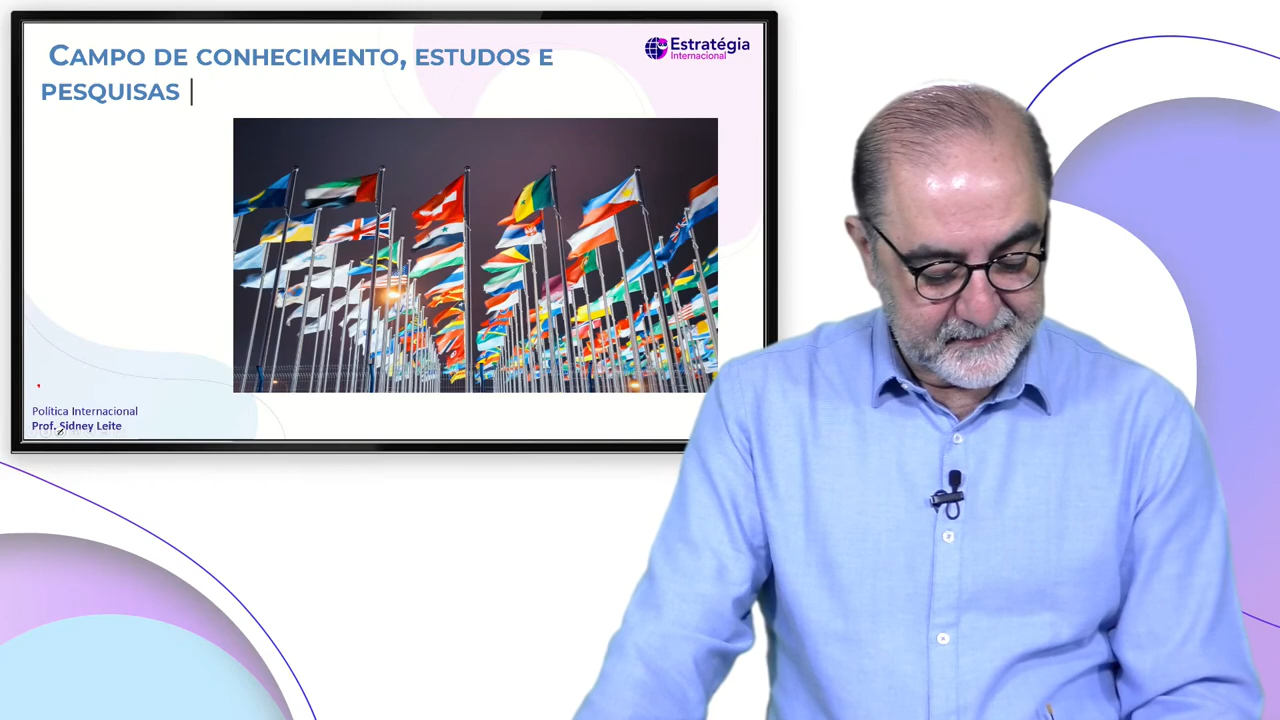 CAMPO DE CONHECIMENTO, ESTUDOS E
PESQUISAS |
Estratégia
Internacional
Política Internacional
Prof. Sidney Leite